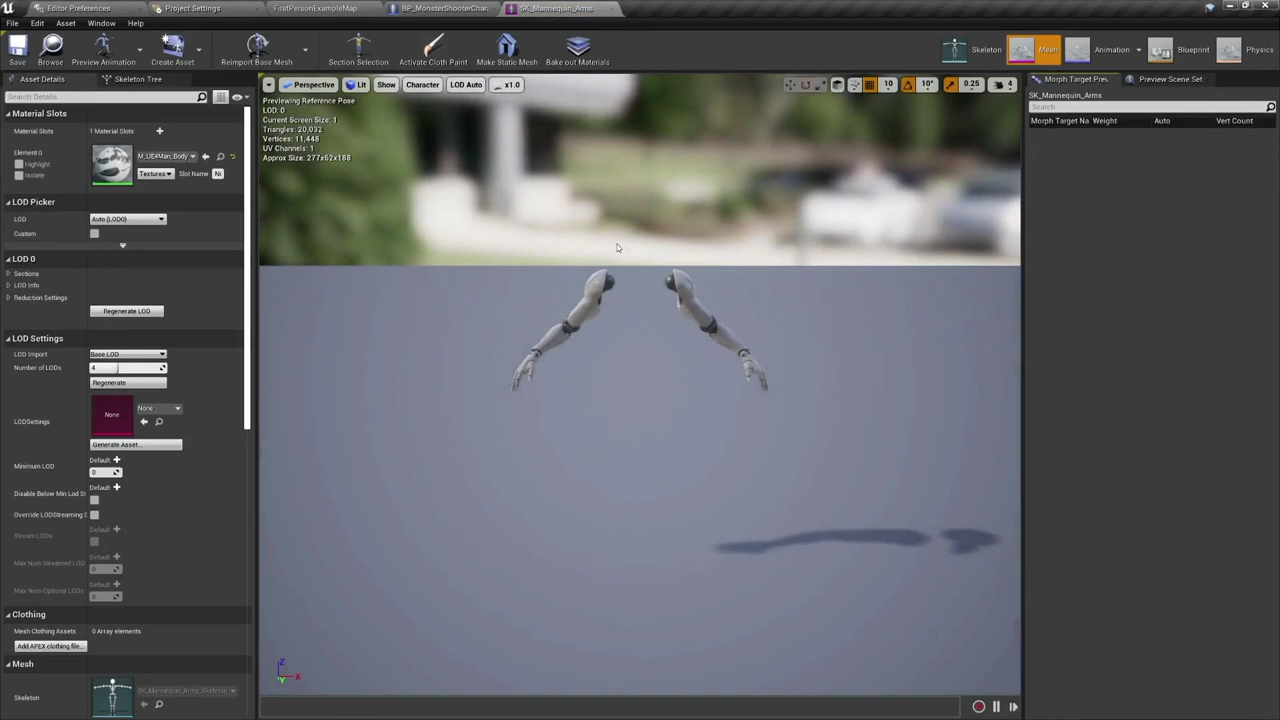 Editor Preferences
Project Settings
FirstPersonExampleMap
BP_MonsterShooterChar
SK_Mannequin_Arms
File
Edit
Asset
Window
Help
Save
Browse
Preview Animation
Create Asset
Reimport Base Mesh
Section Selection
Activate Cloth Paint
Make Static Mesh
Bake out Materials
Skeleton
Mesh
Animation
Blueprint
Physics
Asset Details
Skeleton Tree
Search Details
Material Slots
Material Slots
1 Material Slots
Element 0
Highlight
Isolate
M_UE4Man_Body
Textures
Slot Name
LOD Picker
LOD
Auto (LOD0)
Custom
LOD 0
Sections
LOD Info
Reduction Settings
Regenerate LOD
LOD Settings
LOD Import
Base LOD
Number of LODs
4
Regenerate
None
None
LODSettings
Generate Asset...
Minimum LOD
Default
0
Disable Below Min Lod S
Default
Override LODStreaming S
Stream LODs
Default
Max Num Streamed LOD
Default
0
Max Num Optional LODs
Default
0
Clothing
Mesh Clothing Assets
0 Array elements
Add APEX clothing file...
Mesh
Skeleton
SK_Mannequin_Arms_Skeleton
Perspective
Lit
Show
Character
LOD Auto
x1.0
10
10°
0.25
4
Previewing Reference Pose
LOD: 0
Current Screen Size: 1
Triangles: 20,032
Vertices: 11,448
UV Channels: 1
Approx Size: 277x62x188
Z
X
Y
Morph Target Prev
Preview Scene Set
SK_Mannequin_Arms
Search
Morph Target Na
Weight
Auto
Vert Count